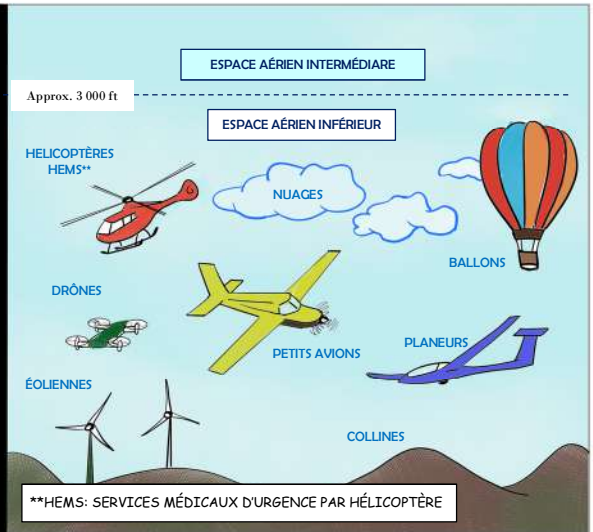 ESPACE AÉRIEN INTERMÉDIARE
Approx. 3 000 ft
ESPACE AÉRIEN INFÉRIEUR
HELICOPTÈRES
HEMS**
NUAGES
BALLONS
DRÔNES
PETITS AVIONS
PLANEURS
ÉOLIENNES
COLLINES
**HEMS: SERVICES MÉDICAUX D'URGENCE PAR HÉLICOPTÈRE